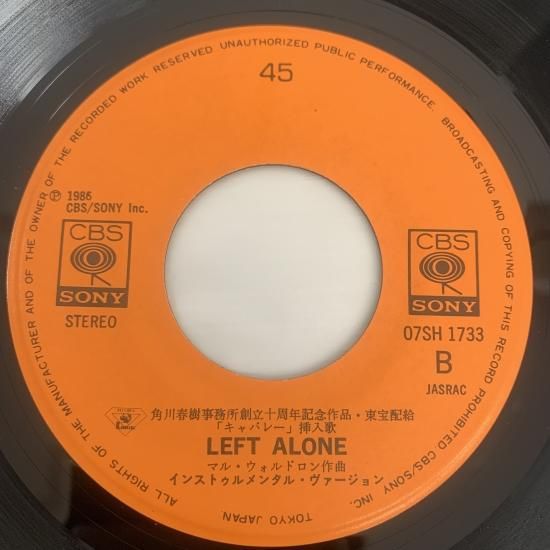 ALL RIGHTS OF THE MANUFACTURER AND OF THE OWNER OF THE RECORDED WORK RESERVED UNAUTHORIZED PUBLIC PERFORMANCE. BROADCASTING AND COPYING OF THIS RECORD PROHIBITED CBS/SONY INC. TOKYO JAPAN
45
Ⓟ 1986
CBS/SONY Inc.
CBS
SONY
STEREO
CBS
SONY
07SH 1733
B
JASRAC
角川春樹事務所創立十周年記念作品・東宝配給
「キャバレー」挿入歌
LEFT ALONE
マル・ウォルドロン作曲
インストゥルメンタル・ヴァージョン